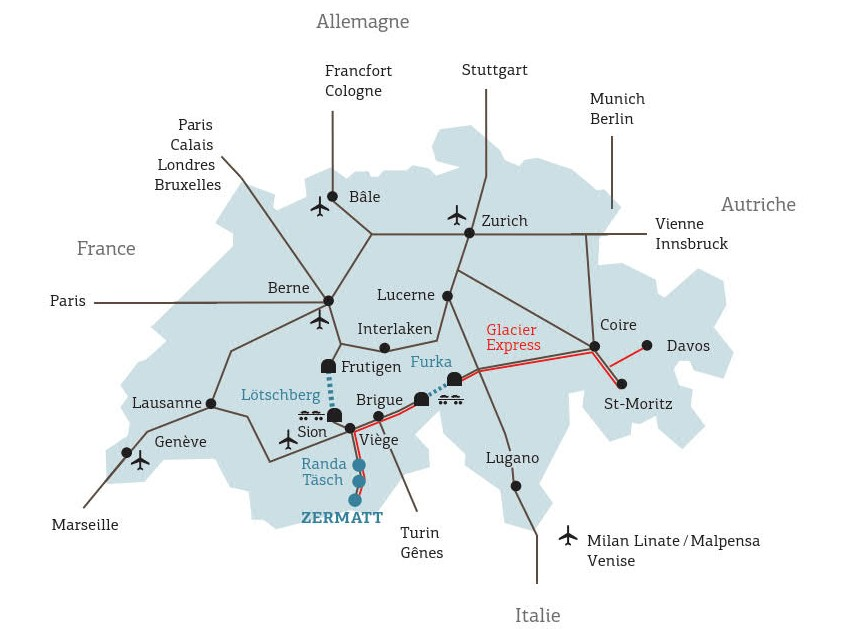 Allemagne
Francfort
Cologne
Stuttgart
Munich
Berlin
Paris
Calais
Londres
Bruxelles
Bâle
Autriche
Zurich
Vienne
Innsbruck
France
Berne
Lucerne
Paris
Interlaken
Glacier
Express
Coire
Davos
Furka
Frutigen
Lötschberg
Brigue
St-Moritz
Lausanne
Sion
Viège
Genève
Randa
Täsch
Lugano
ZERMATT
Marseille
Turin
Gênes
Milan Linate / Malpensa
Venise
Italie